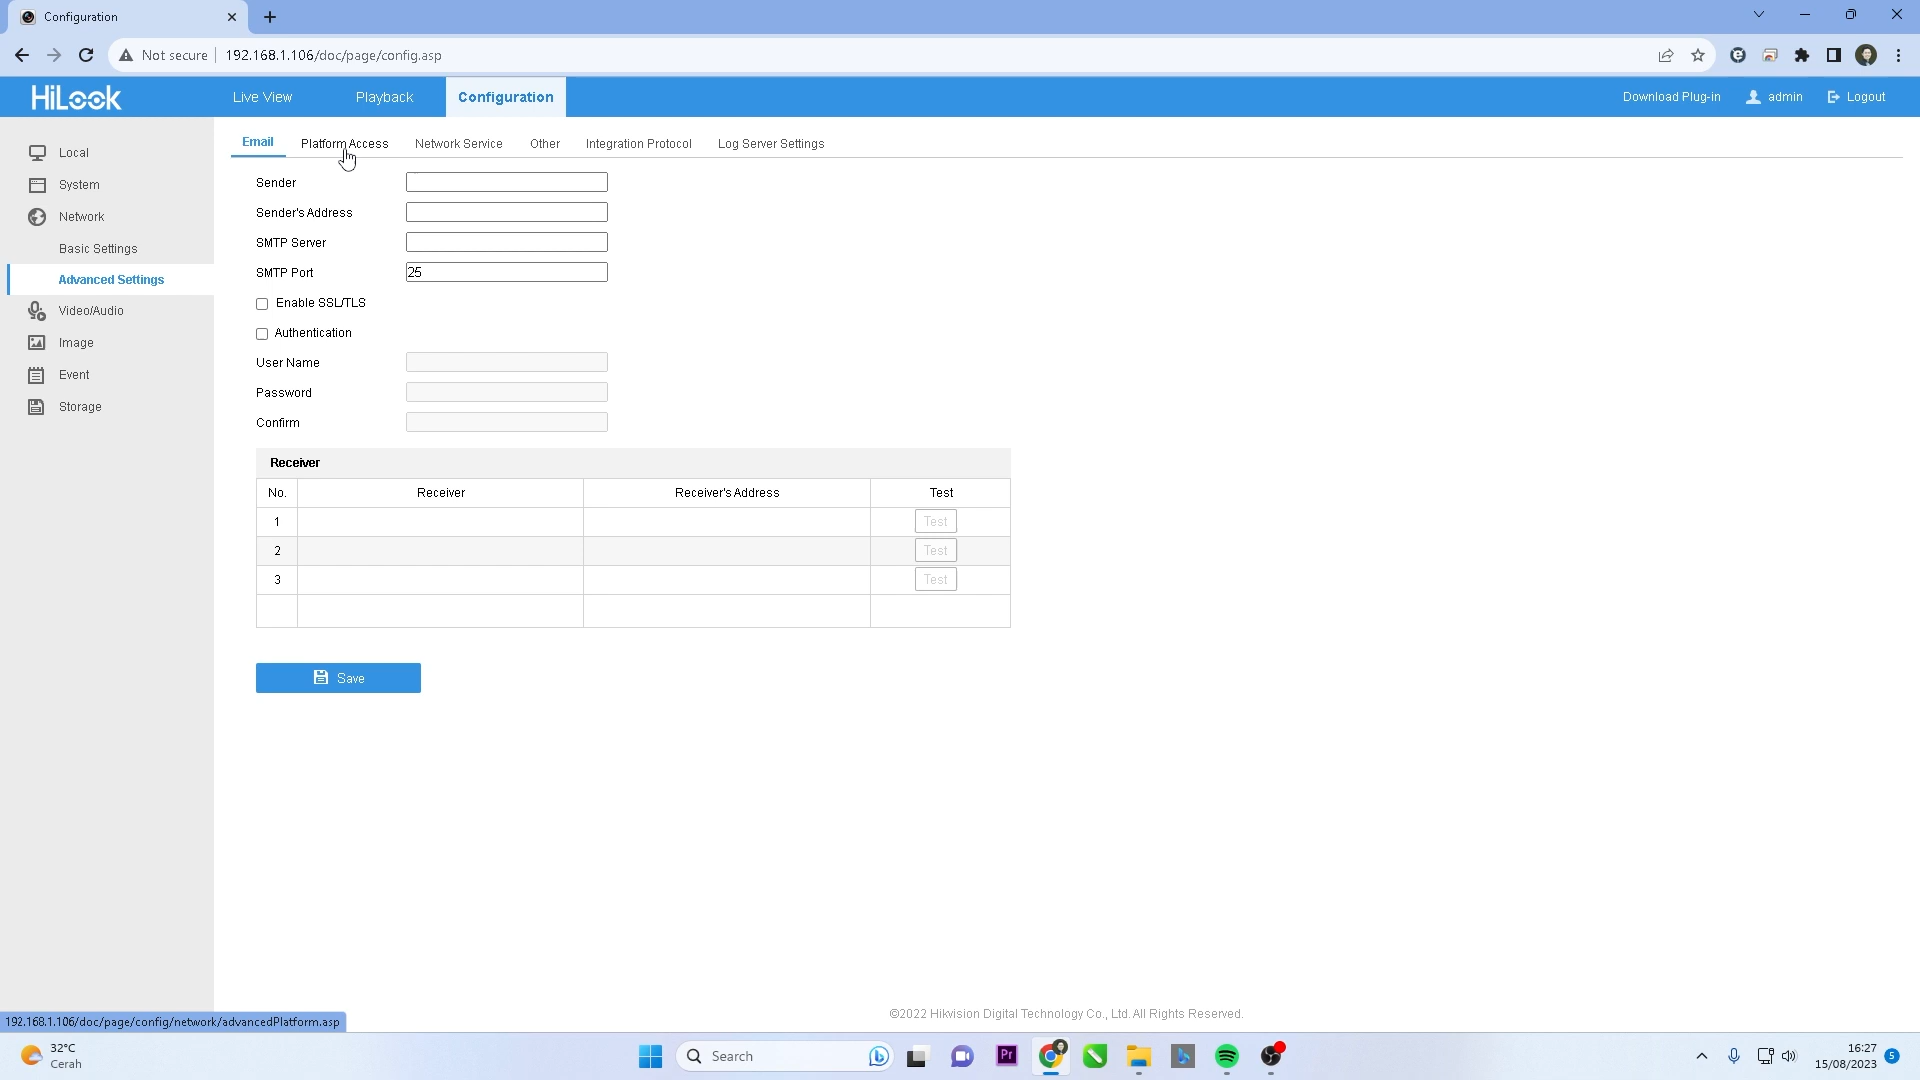 Configuration
Not secure 192.168.1.106/doc/page/config.asp
HiLook Live View Playback Configuration Download Plug-in admin Logout
Local
System
Network
Basic Settings
Advanced Settings
Video/Audio
Image
Event
Storage
Email Platform Access Network Service Other Integration Protocol Log Server Settings
Sender
Sender's Address
SMTP Server
SMTP Port 25
Enable SSL/TLS
Authentication
User Name
Password
Confirm
Receiver
No. Receiver Receiver's Address Test
1 Test
2 Test
3 Test
Save
©2022 Hikvision Digital Technology Co., Ltd. All Rights Reserved.
192.168.1.106/doc/page/config/network/advancedPlatform.asp
32°C
Cerah
Search
Pr
16:27
15/08/2023
5